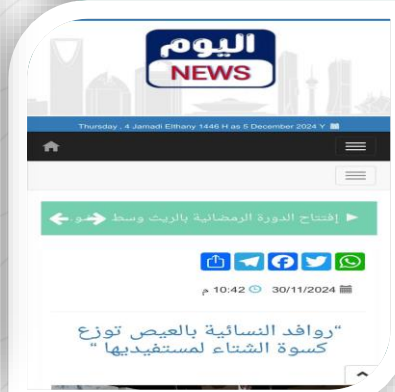 اليوم
NEWS
Thursday , 4 Jamadi Elthany 1446 H as 5 December 2024 Y
إفتتاح الدورة الرمضانية بالريث وسط
30/11/2024 10:42 م
“روافد النسائية بالعيص توزع
كسوة الشتاء لمستفيديها “